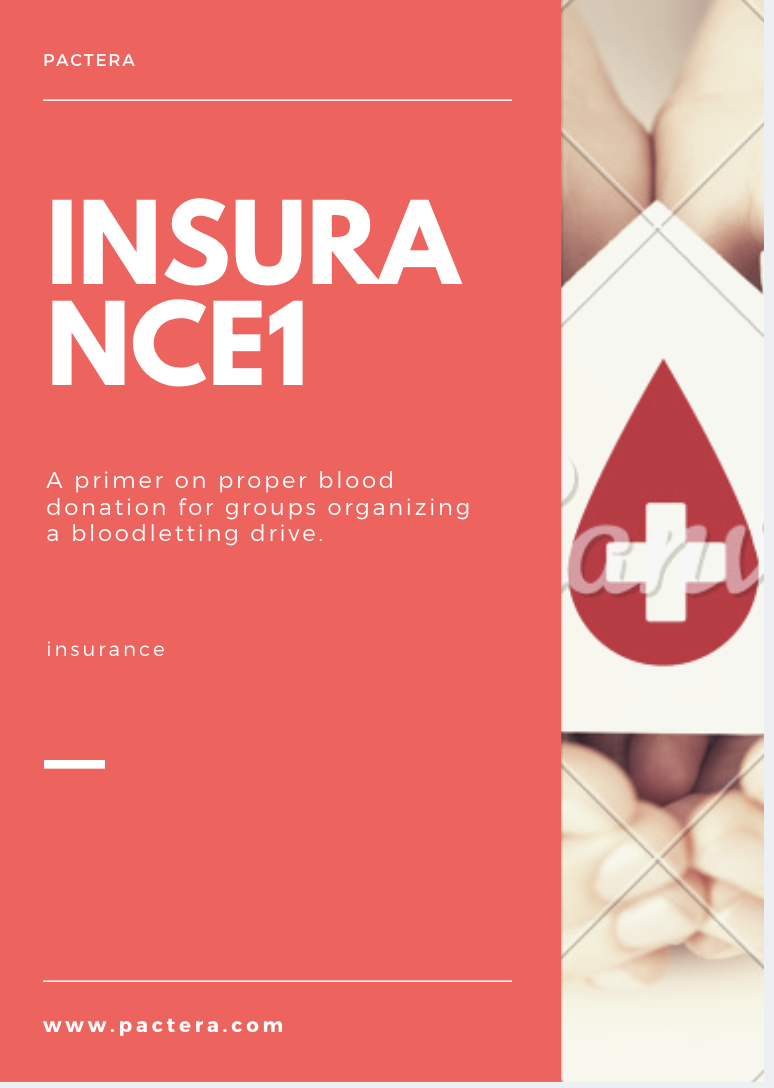 PACTERA
INSURA
NCE1
A primer on proper blood
donation for groups organizing
a bloodletting drive.
insurance
www.pactera.com